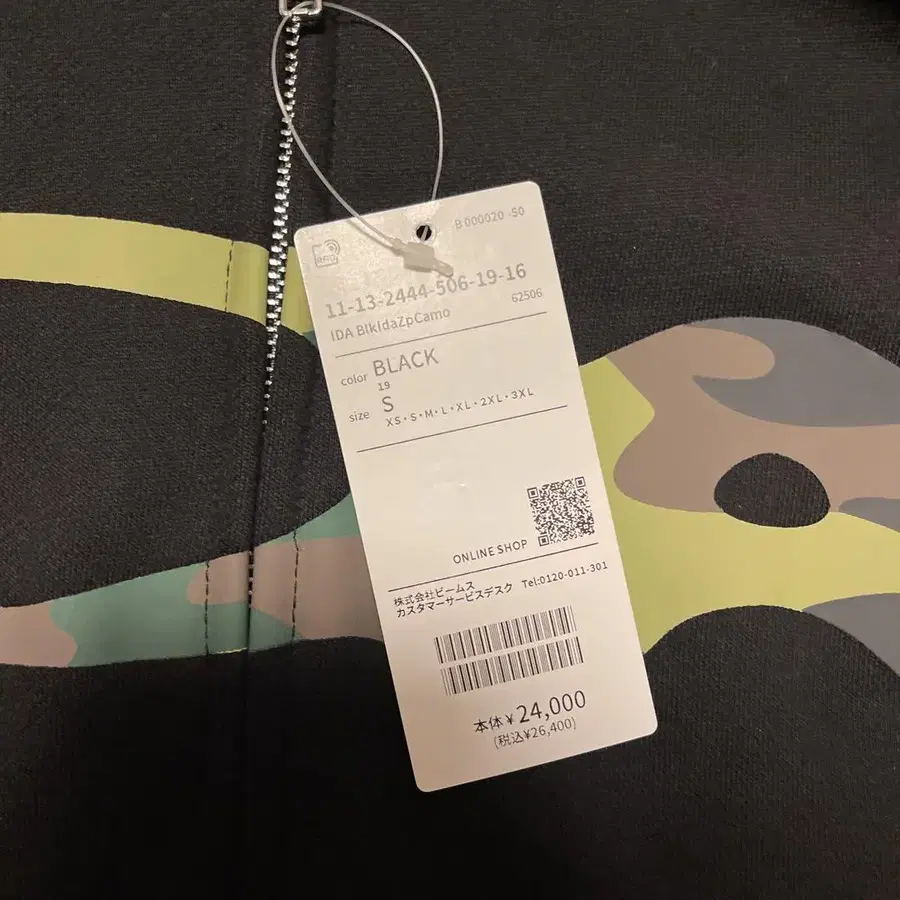 B 000020 -50
RFID
11-13-2444-506-19-16
IDA BlkIdaZpCamo 62506
color BLACK
19
size S
XS・S・M・L・XL・2XL・3XL
ONLINE SHOP
株式会社ビームス
カスタマーサービスデスク Tel:0120-011-301
本体¥24,000
(税込¥26,400)